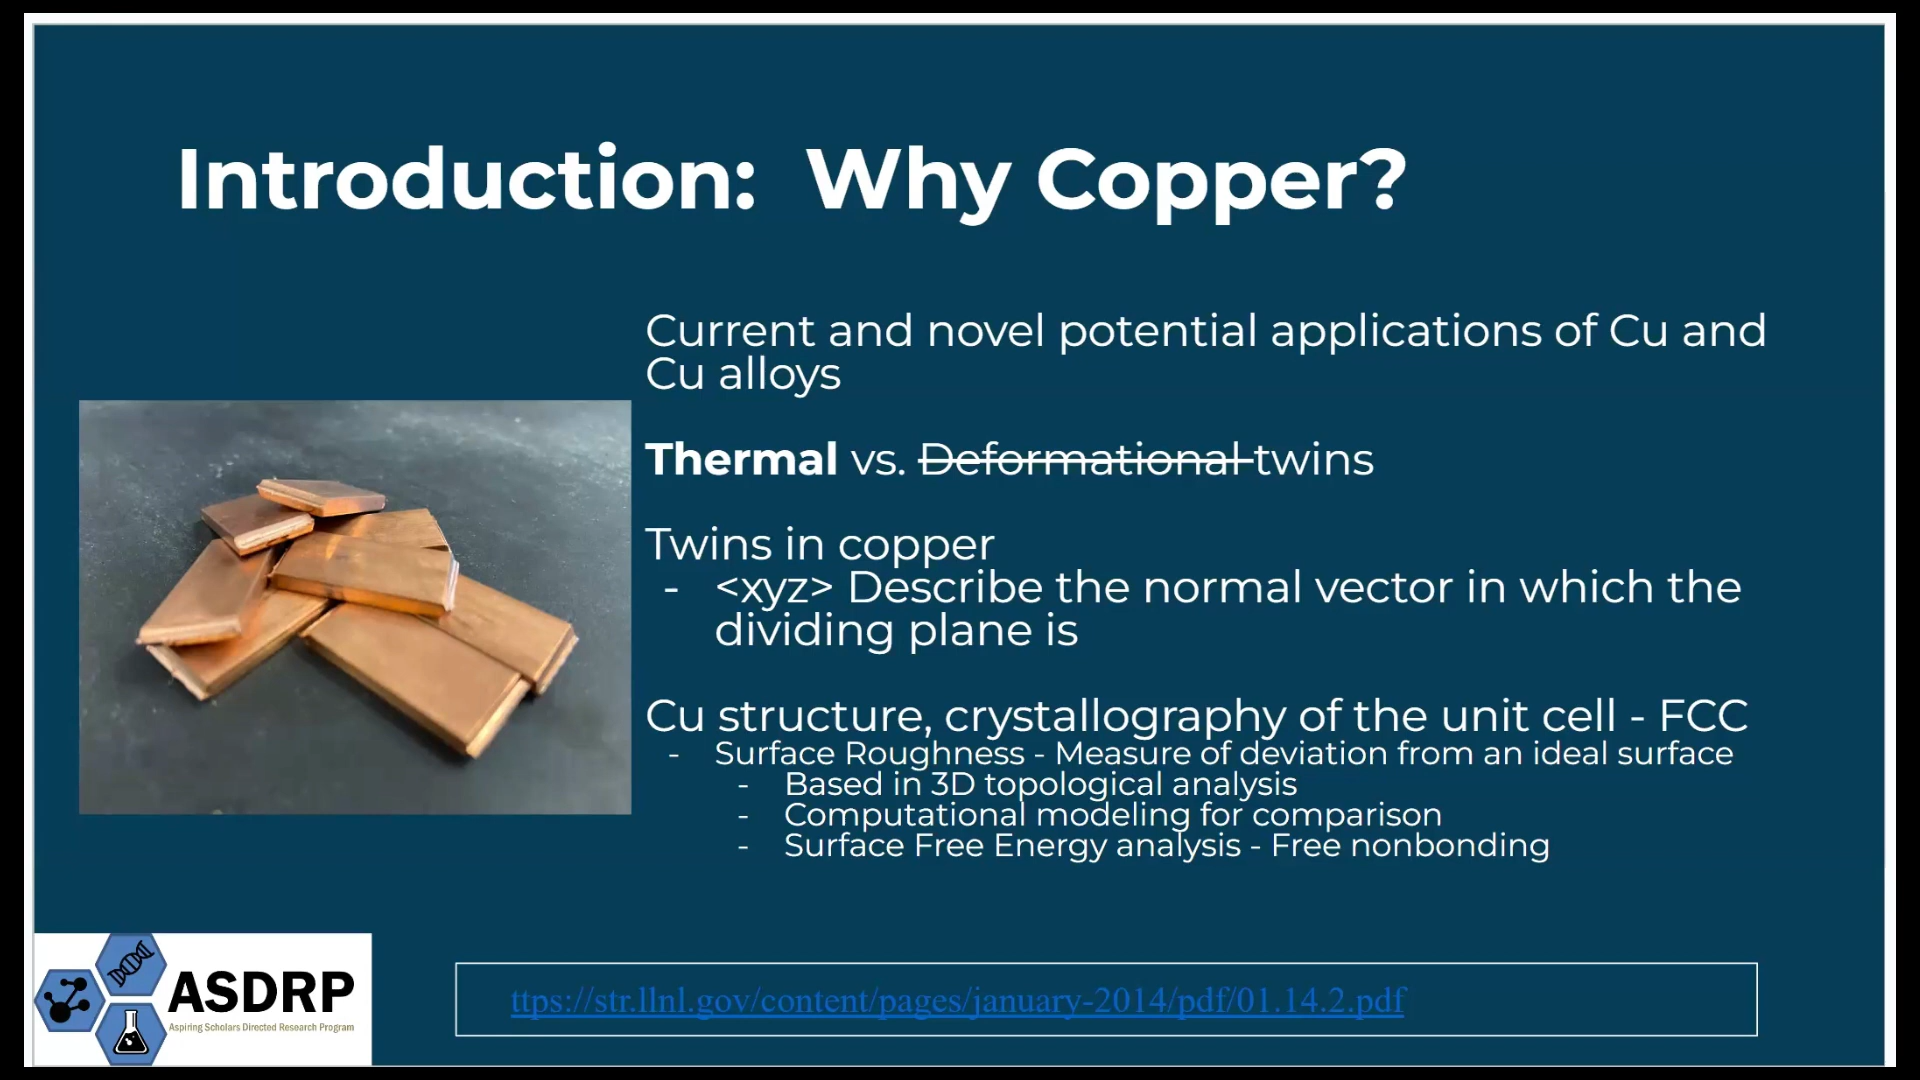 Introduction:  Why Copper?
Current and novel potential applications of Cu and
Cu alloys
Thermal vs. Deformational twins
Twins in copper
- <xyz> Describe the normal vector in which the
dividing plane is
Cu structure, crystallography of the unit cell - FCC
- Surface Roughness - Measure of deviation from an ideal surface
- Based in 3D topological analysis
- Computational modeling for comparison
- Surface Free Energy analysis - Free nonbonding
ASDRP
Aspiring Scholars Directed Research Program
ttps://str.llnl.gov/content/pages/january-2014/pdf/01.14.2.pdf